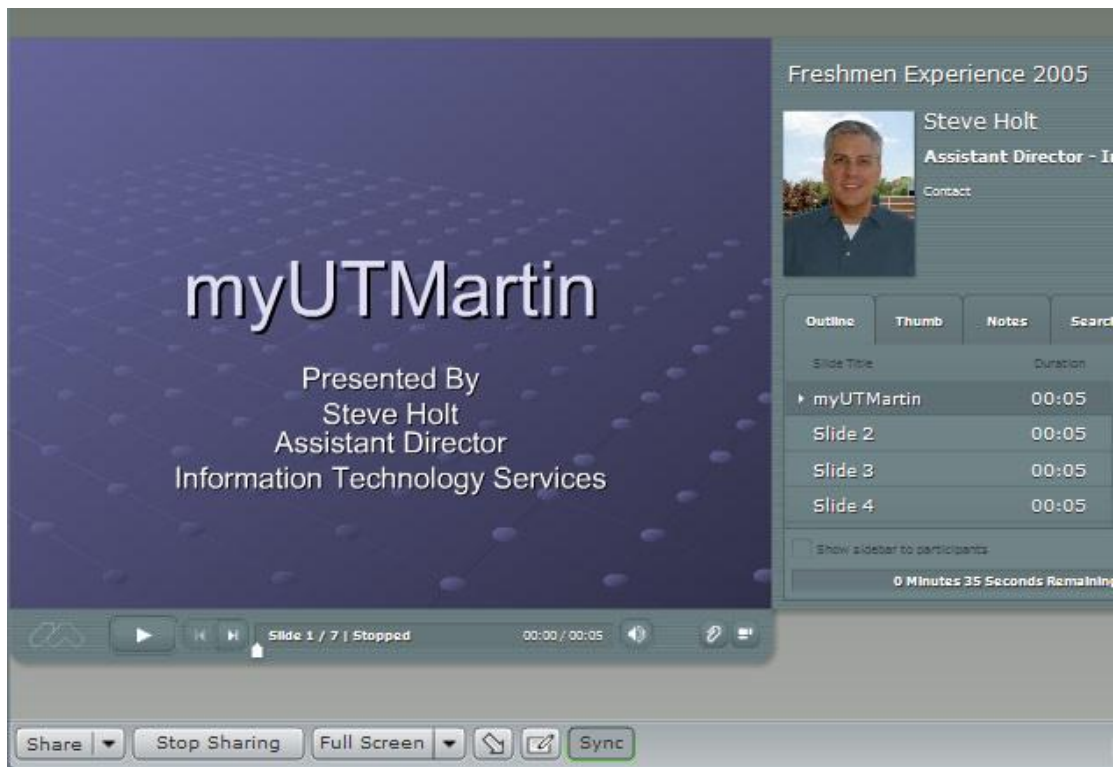 myUTMartin
Presented By
Steve Holt
Assistant Director
Information Technology Services
Freshmen Experience 2005
Steve Holt
Assistant Director - I
Contact
Outline Thumb Notes Search
Slide Title Duration
myUTMartin 00:05
Slide 2 00:05
Slide 3 00:05
Slide 4 00:05
Show sidebar to participants
0 Minutes 35 Seconds Remaining
Slide 1 / 7 | Stopped 00:00 / 00:05
Share Stop Sharing Full Screen Sync